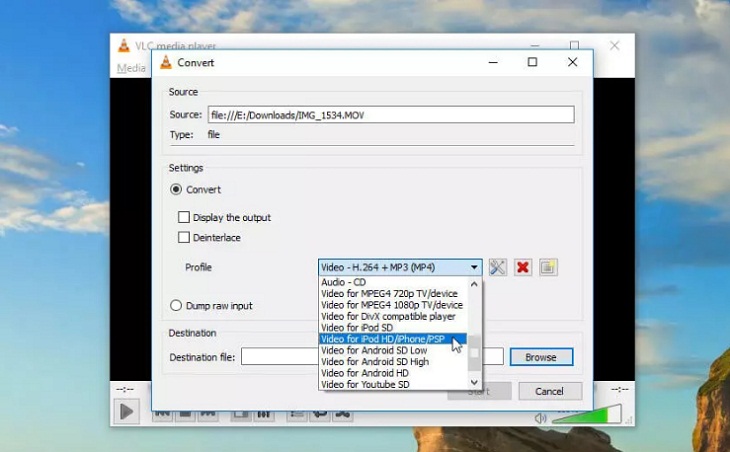 VLC media player
Media
Convert
Source
Source: file:///E:/Downloads/IMG_1534.MOV
Type: file
Settings
Convert
Display the output
Deinterlace
Profile Video - H.264 + MP3 (MP4)
Audio - CD
Video for MPEG4 720p TV/device
Video for MPEG4 1080p TV/device
Video for DivX compatible player
Video for iPod SD
Video for iPod HD/iPhone/PSP
Video for Android SD Low
Video for Android SD High
Video for Android HD
Video for Youtube SD
Dump raw input
Destination
Destination file: Browse
Start Cancel
--:-- --:--